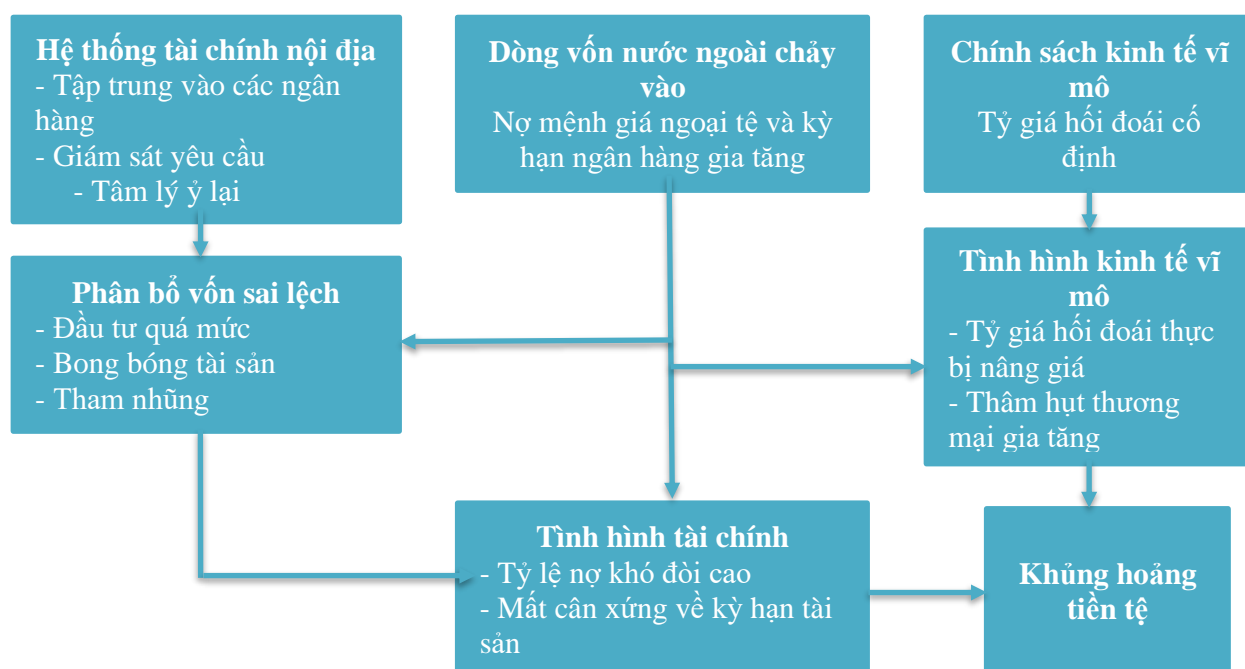 Hệ thống tài chính nội địa
- Tập trung vào các ngân
hàng
- Giám sát yêu cầu
- Tâm lý ỷ lại
Dòng vốn nước ngoài chảy
vào
Nợ mệnh giá ngoại tệ và kỳ
hạn ngân hàng gia tăng
Chính sách kinh tế vĩ
mô
Tỷ giá hối đoái cố
định
Phân bổ vốn sai lệch
- Đầu tư quá mức
- Bong bóng tài sản
- Tham nhũng
Tình hình kinh tế vĩ
mô
- Tỷ giá hối đoái thực
bị nâng giá
- Thâm hụt thương
mại gia tăng
Tình hình tài chính
- Tỷ lệ nợ khó đòi cao
- Mất cân xứng về kỳ hạn tài
sản
Khủng hoảng
tiền tệ